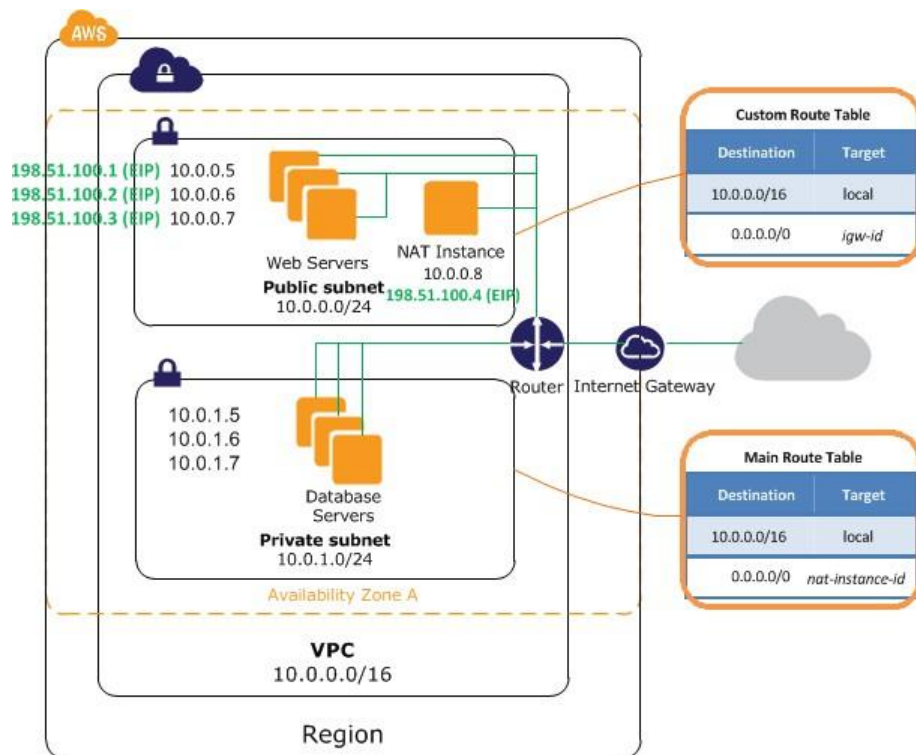 AWS
198.51.100.1 (EIP) 10.0.0.5
198.51.100.2 (EIP) 10.0.0.6
198.51.100.3 (EIP) 10.0.0.7
Web Servers
Public subnet
10.0.0.0/24
NAT Instance
10.0.0.8
198.51.100.4 (EIP)
Custom Route Table
Destination Target
10.0.0.0/16 local
0.0.0.0/0 igw-id
Router
Internet Gateway
10.0.1.5
10.0.1.6
10.0.1.7
Database
Servers
Private subnet
10.0.1.0/24
Main Route Table
Destination Target
10.0.0.0/16 local
0.0.0.0/0 nat-instance-id
Availability Zone A
VPC
10.0.0.0/16
Region